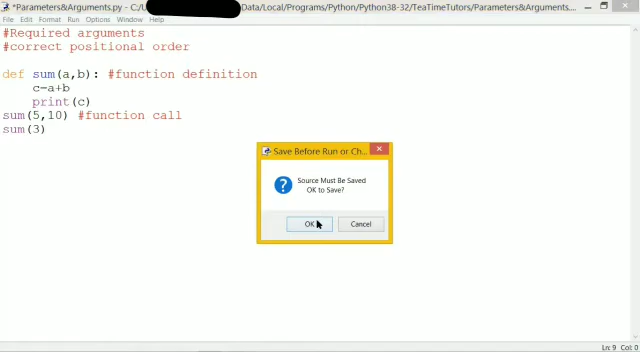 *Parameters&Arguments.py - C:/U Data/Local/Programs/Python/Python38-32/TeaTimeTutors/Parameters&Arguments....
File Edit Format Run Options Window Help
#Required arguments
#correct positional order
def sum(a,b): #function definition
c=a+b
print(c)
sum(5,10) #function call
sum(3)
Save Before Run or Ch...
Source Must Be Saved
OK to Save?
OK Cancel
Ln: 9 Col: 0